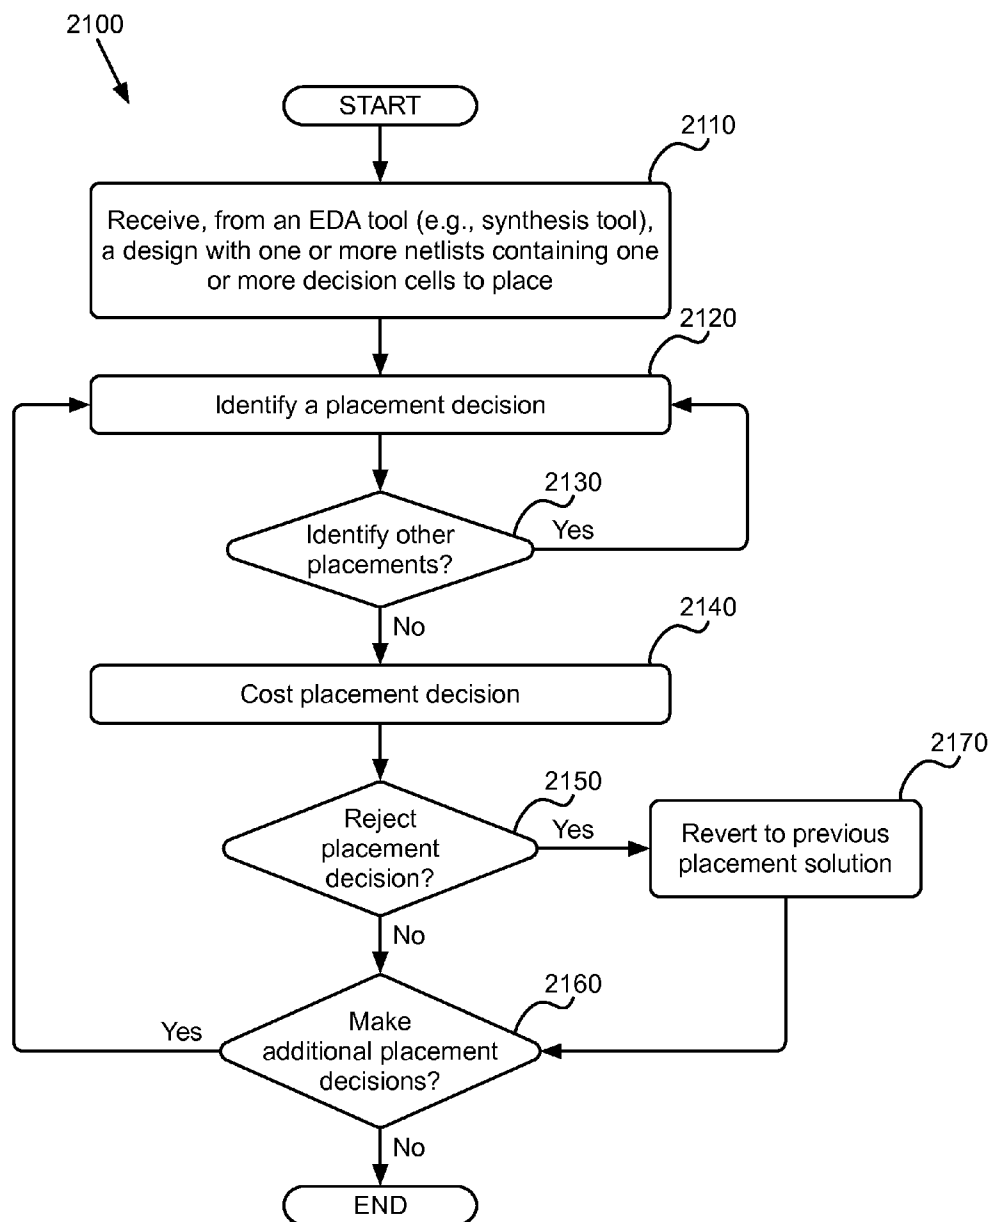 2100
START
2110
Receive, from an EDA tool (e.g., synthesis tool),
a design with one or more netlists containing one
or more decision cells to place
2120
Identify a placement decision
2130
Identify other
placements?
Yes
No
2140
Cost placement decision
2150
Reject
placement
decision?
Yes
2170
Revert to previous
placement solution
No
2160
Make
additional placement
decisions?
Yes
No
END